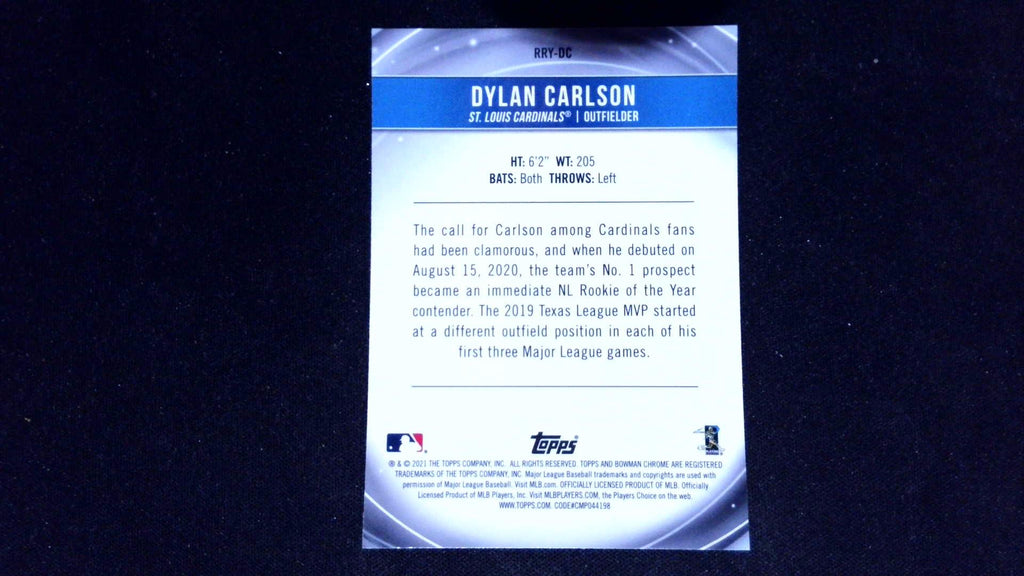 RRY-DC
DYLAN CARLSON
ST. LOUIS CARDINALS® | OUTFIELDER
HT: 6'2" WT: 205
BATS: Both THROWS: Left
The call for Carlson among Cardinals fans
had been clamorous, and when he debuted on
August 15, 2020, the team's No. 1 prospect
became an immediate NL Rookie of the Year
contender. The 2019 Texas League MVP started
at a different outfield position in each of his
first three Major League games.
topps®
® & © 2021 THE TOPPS COMPANY, INC. ALL RIGHTS RESERVED. TOPPS AND BOWMAN CHROME ARE REGISTERED
TRADEMARKS OF THE TOPPS COMPANY, INC. Major League Baseball trademarks and copyrights are used with
permission of Major League Baseball. Visit MLB.com. OFFICIALLY LICENSED PRODUCT OF MLB. Officially
Licensed Product of MLB Players, Inc. Visit MLBPLAYERS.COM, the Players Choice on the web.
WWW.TOPPS.COM. CODE#CMP044198